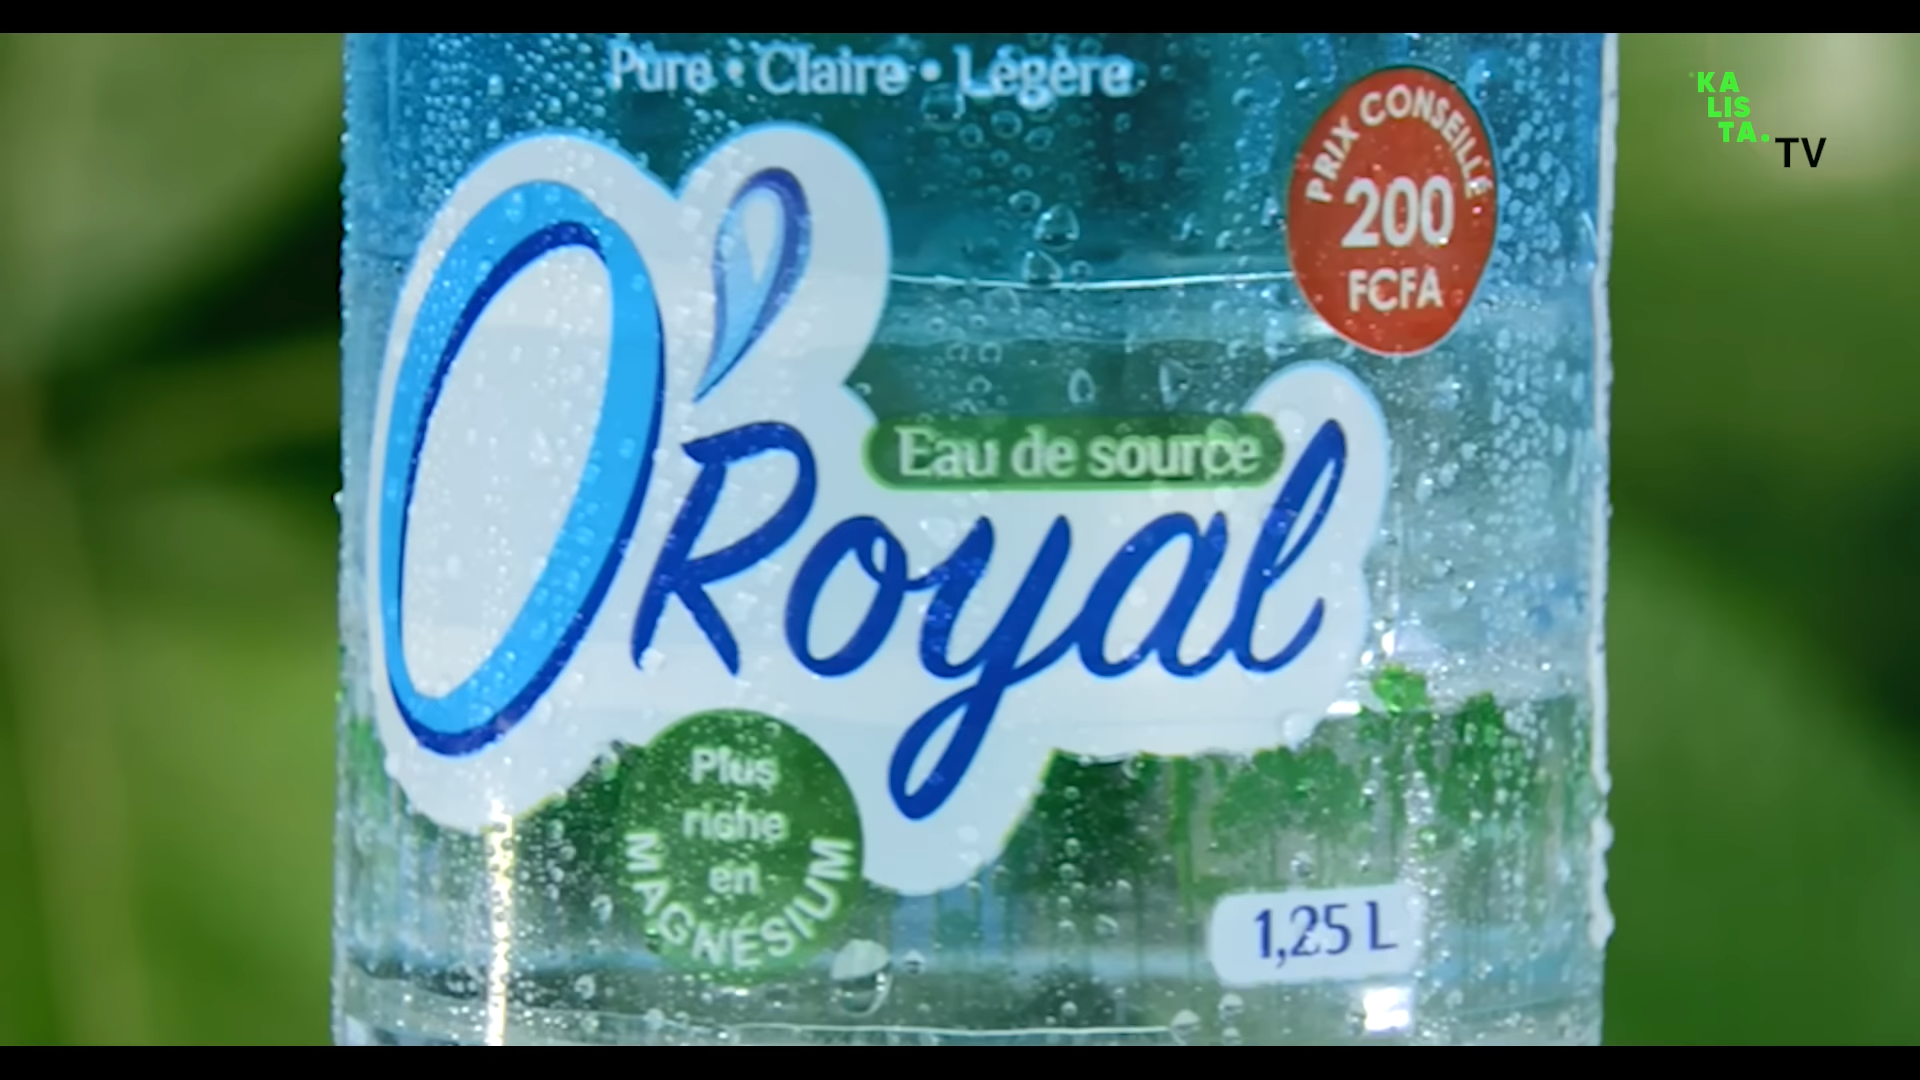 Pure • Claire • Légère
KA
LIS
TA.
TV
PRIX CONSEILLÉ
200
FCFA
O'Royal
Eau de source
Plus
riche
en
MAGNÉSIUM
1,25 L